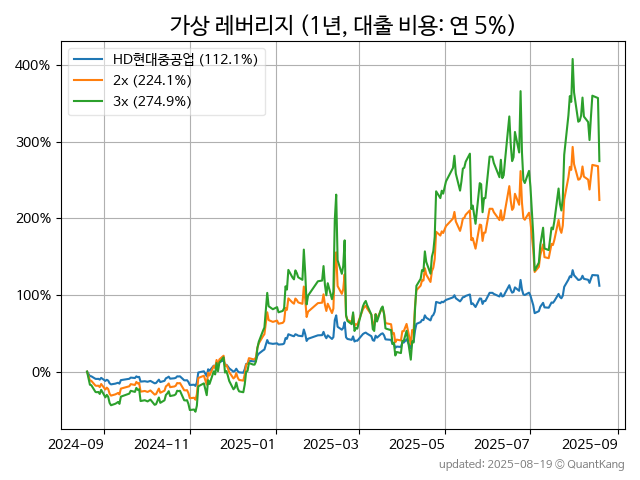 가상 레버리지 (1년, 대출 비용: 연 5%)
HD현대중공업 (112.1%)
2x (224.1%)
3x (274.9%)
400%
300%
200%
100%
0%
2024-09 2024-11 2025-01 2025-03 2025-05 2025-07 2025-09
updated: 2025-08-19 © QuantKang